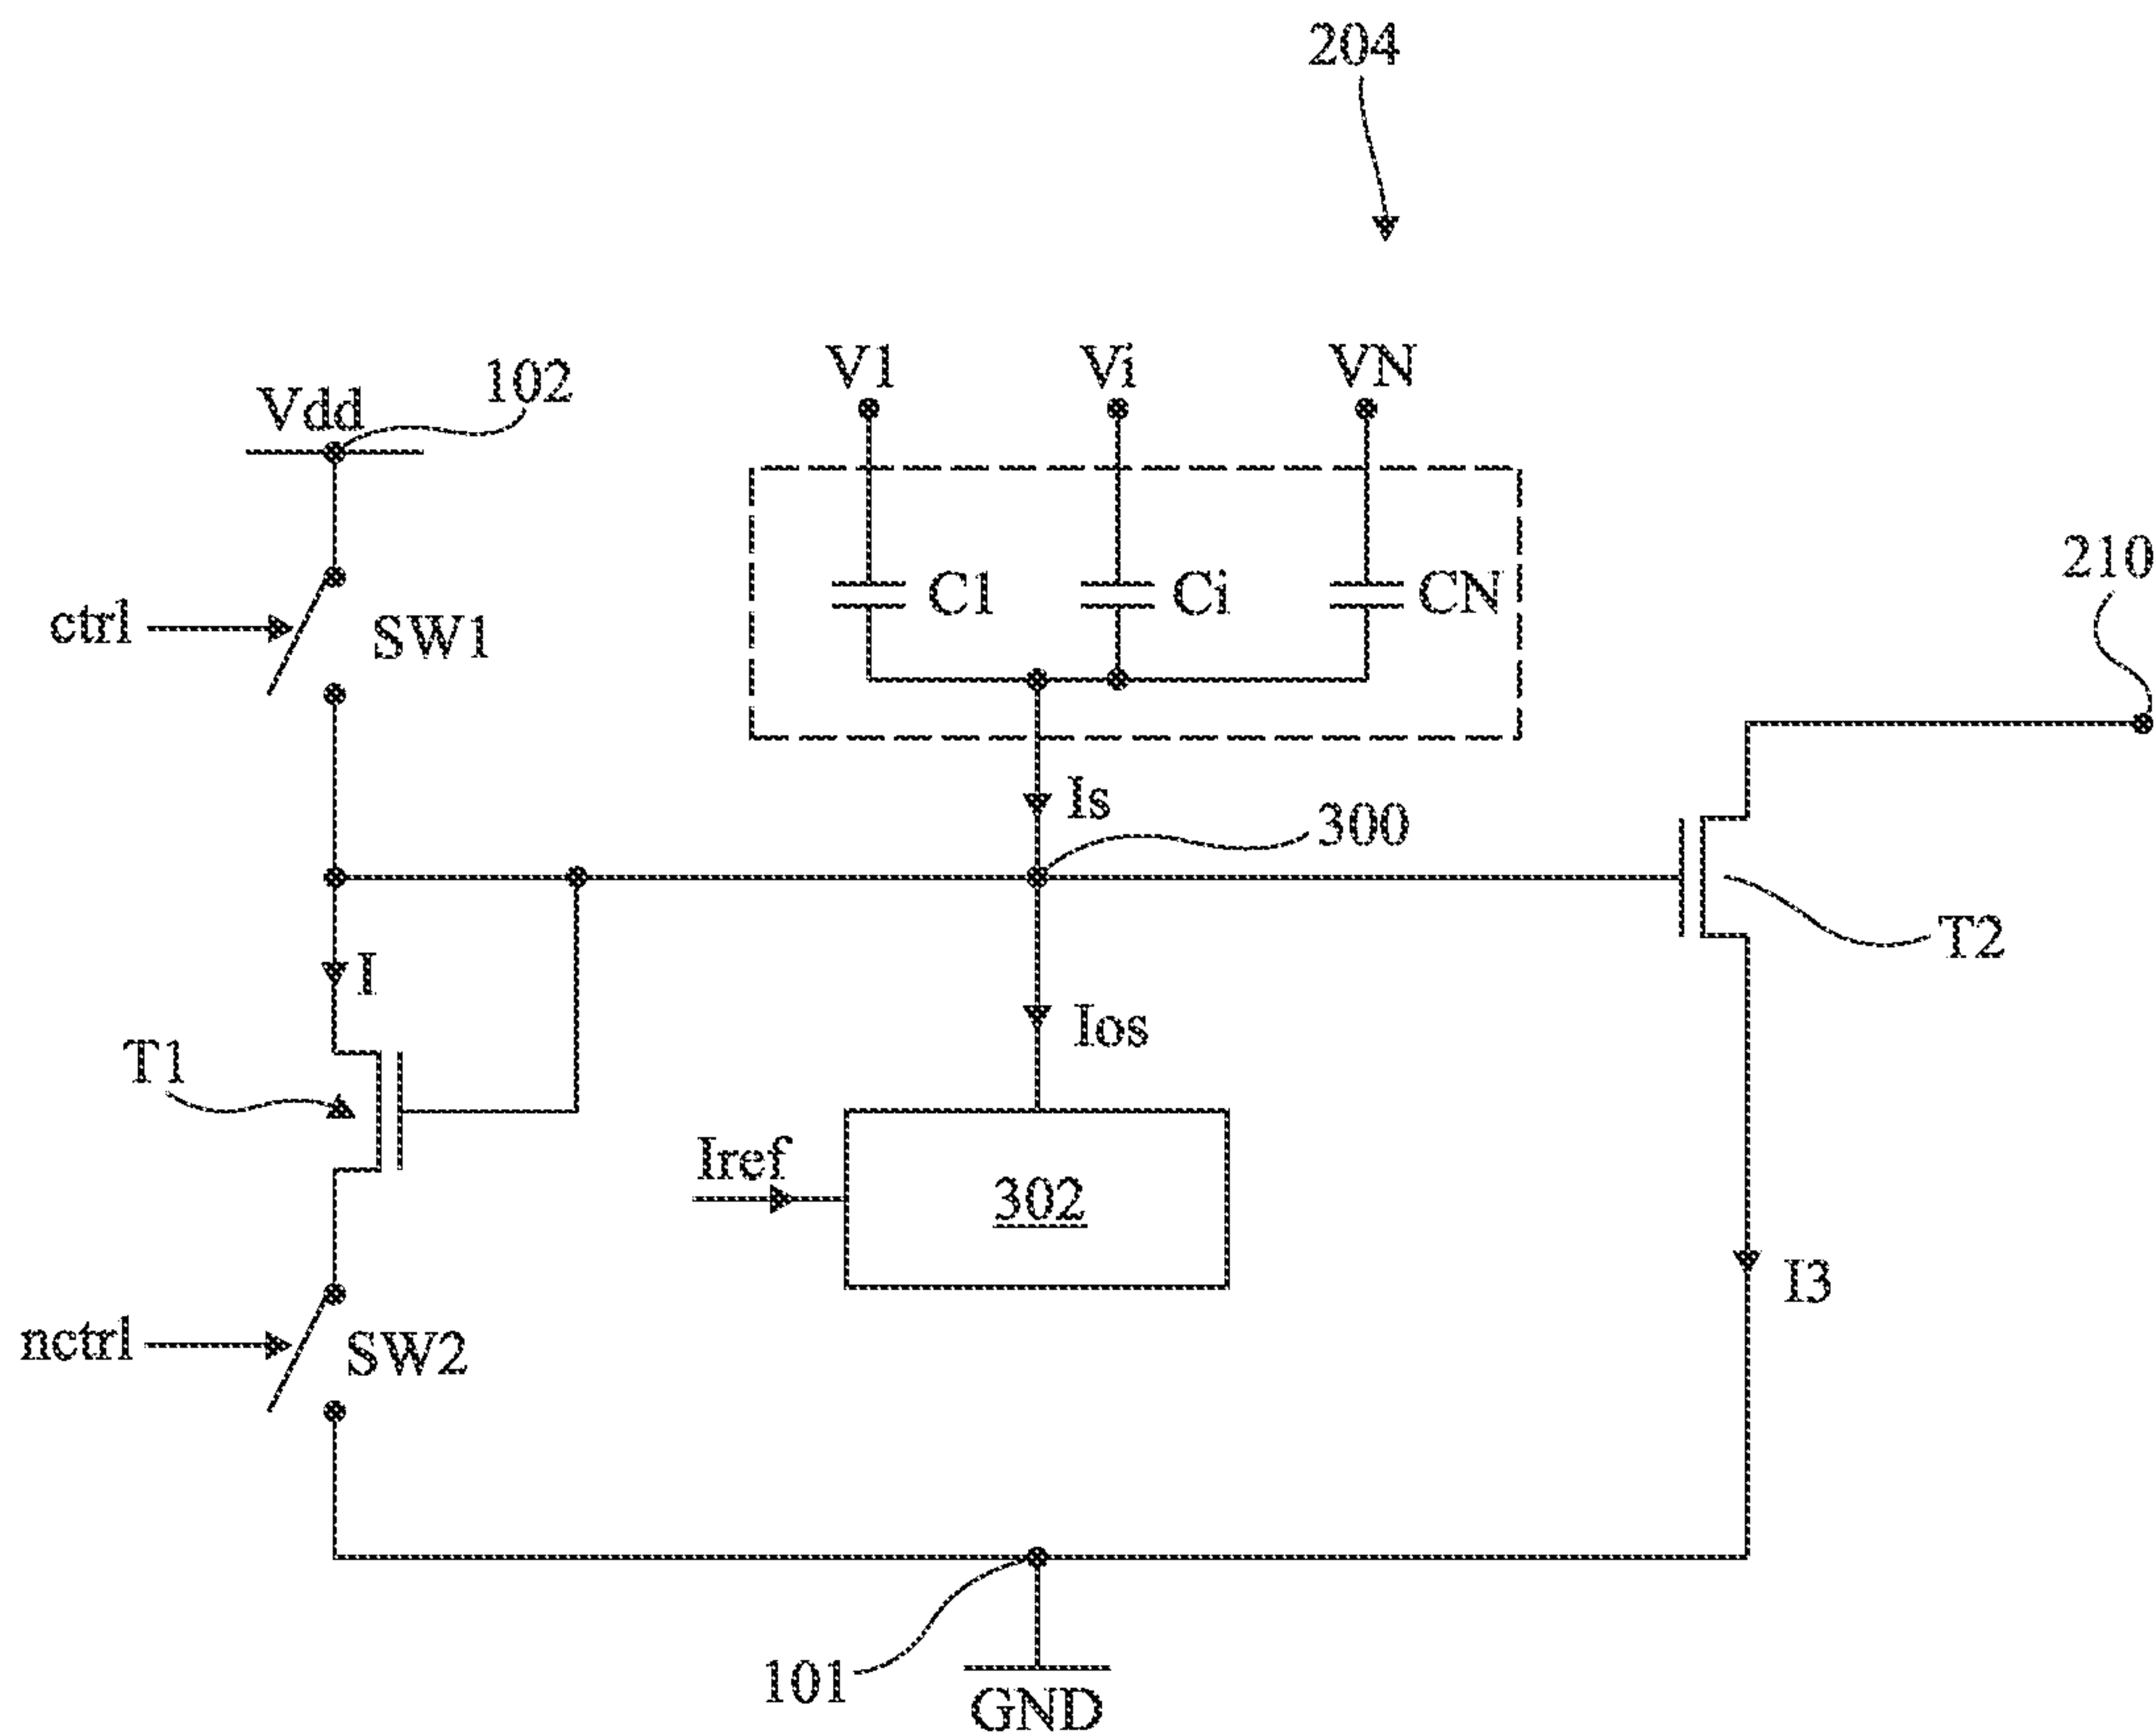 204
V1
Vi
VN
102
Vdd
210
C1
Ci
CN
ctrl
SW1
Is
300
T2
I
Ios
T1
Iref
302
I3
nctrl
SW2
101
GND